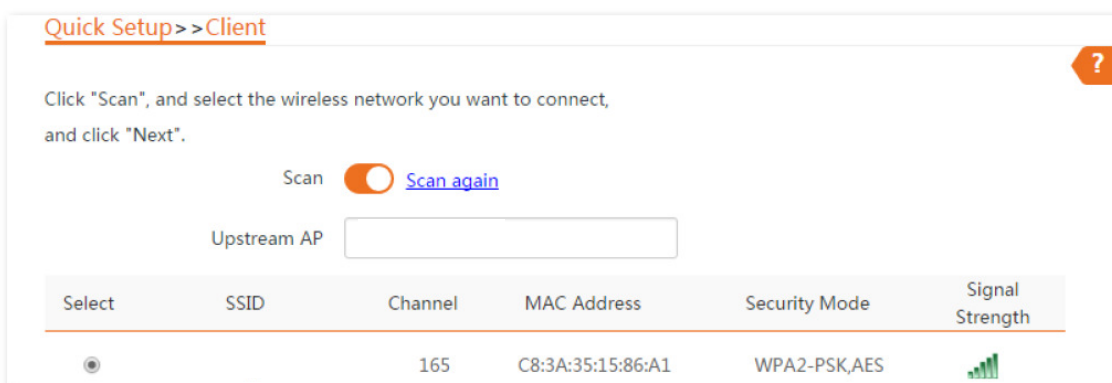 Quick Setup>>Client
?
Click "Scan", and select the wireless network you want to connect,
and click "Next".
Scan Scan again
Upstream AP
Select SSID Channel MAC Address Security Mode Signal Strength
165 C8:3A:35:15:86:A1 WPA2-PSK,AES